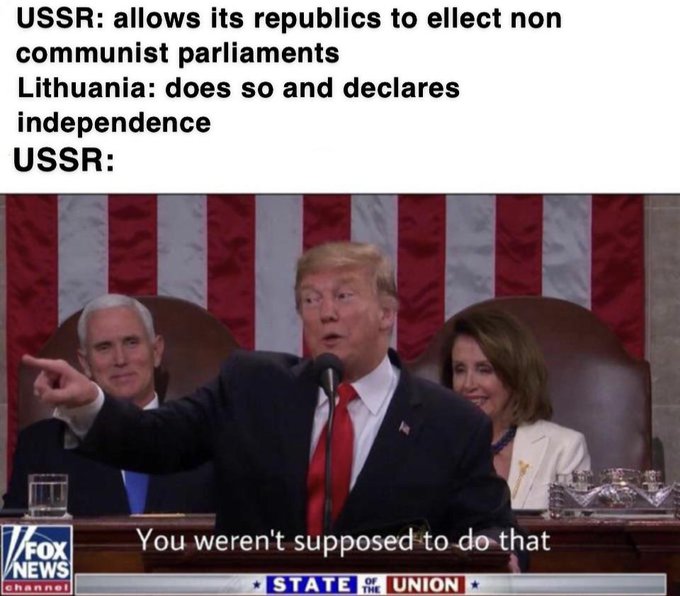 USSR: allows its republics to ellect non
communist parliaments
Lithuania: does so and declares
independence
USSR:
You weren't supposed to do that
FOX
NEWS
channel
STATE OF THE UNION